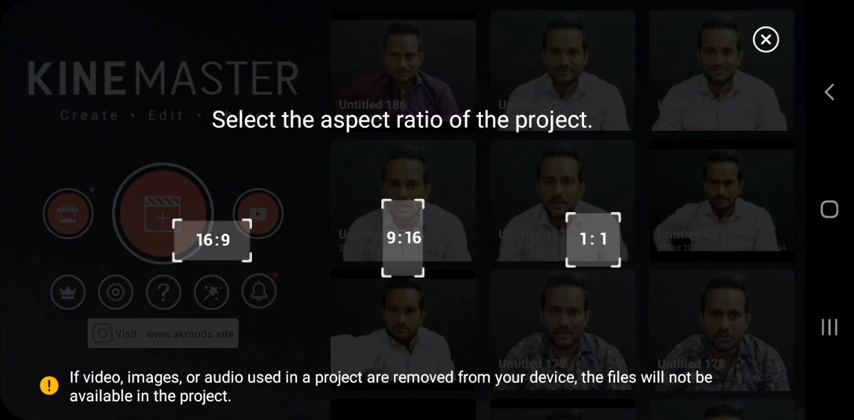 KINEMASTER
Create • Edit •
Untitled 186
Select the aspect ratio of the project.
16:9
9:16
1:1
Visit : www.akmods.site
Untitled 179
Untitled 178
If video, images, or audio used in a project are removed from your device, the files will not be
available in the project.